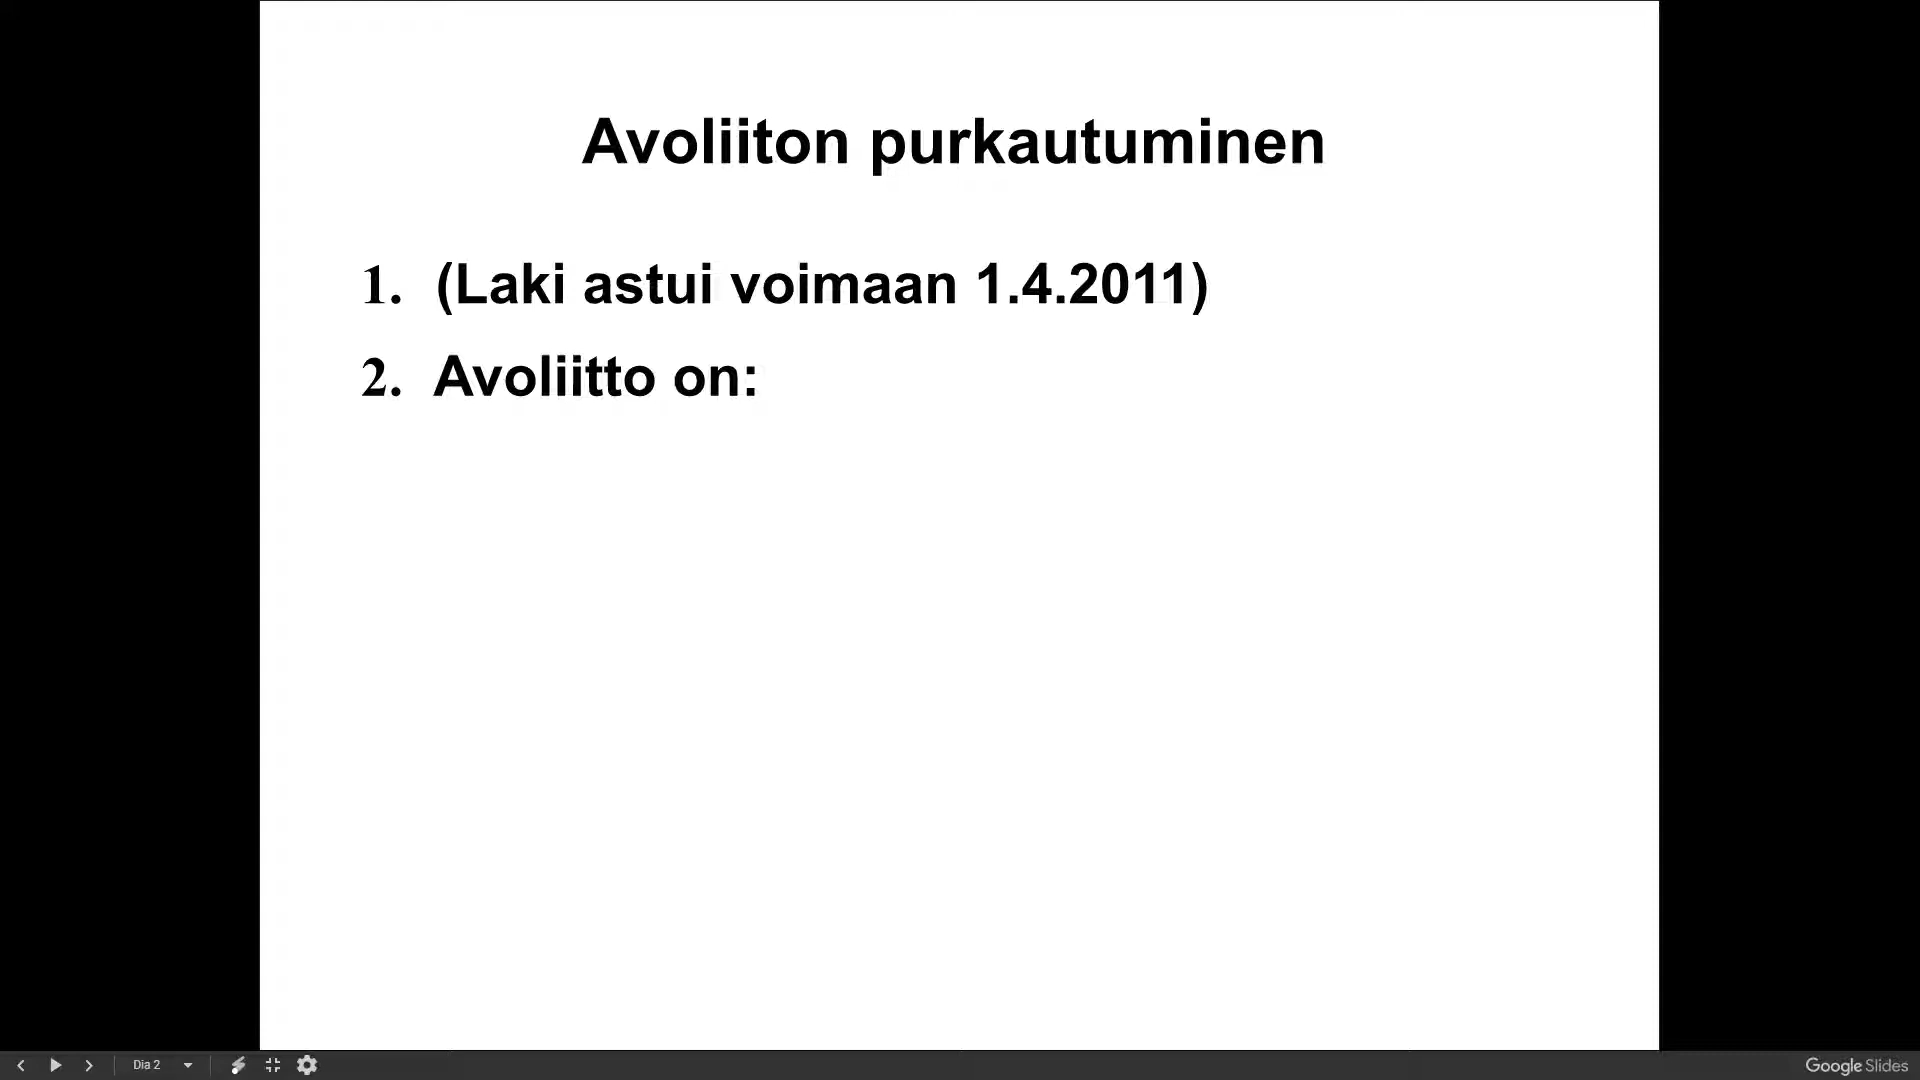 Avoliiton purkautuminen
1. (Laki astui voimaan 1.4.2011)
2. Avoliitto on:
Dia 2
Google Slides